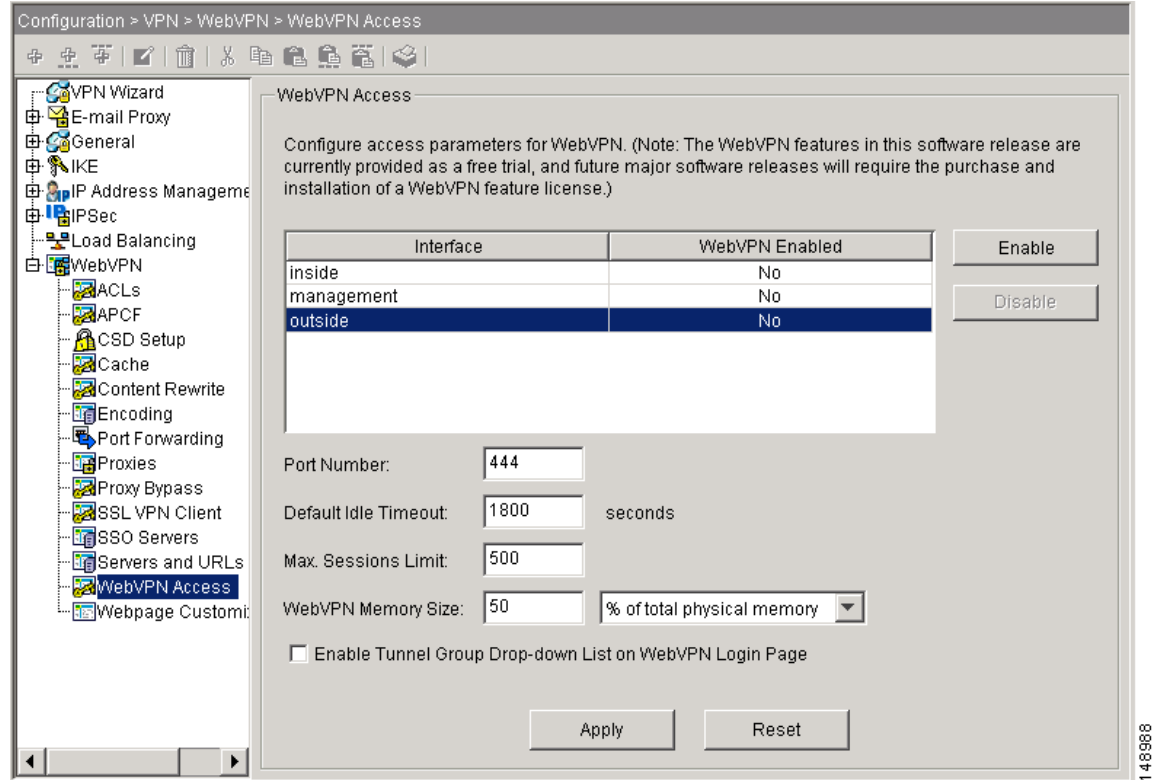 Configuration > VPN > WebVPN > WebVPN Access
VPN Wizard
E-mail Proxy
General
IKE
IP Address Manageme
IPSec
Load Balancing
WebVPN
ACLs
APCF
CSD Setup
Cache
Content Rewrite
Encoding
Port Forwarding
Proxies
Proxy Bypass
SSL VPN Client
SSO Servers
Servers and URLs
WebVPN Access
Webpage Customi
WebVPN Access
Configure access parameters for WebVPN. (Note: The WebVPN features in this software release are
currently provided as a free trial, and future major software releases will require the purchase and
installation of a WebVPN feature license.)
Interface WebVPN Enabled
inside No
management No
outside No
Enable
Disable
Port Number: 444
Default Idle Timeout: 1800 seconds
Max. Sessions Limit: 500
WebVPN Memory Size: 50 % of total physical memory
Enable Tunnel Group Drop-down List on WebVPN Login Page
Apply Reset
148988